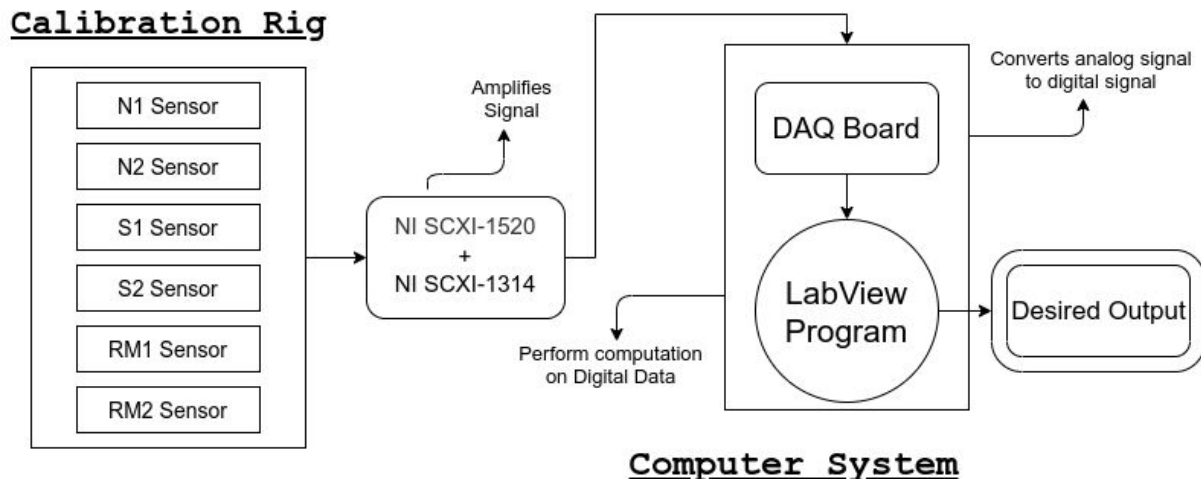 Calibration Rig
N1 Sensor
N2 Sensor
S1 Sensor
S2 Sensor
RM1 Sensor
RM2 Sensor
Amplifies
Signal
NI SCXI-1520
+
NI SCXI-1314
DAQ Board
LabView
Program
Converts analog signal
to digital signal
Perform computation
on Digital Data
Desired Output
Computer System